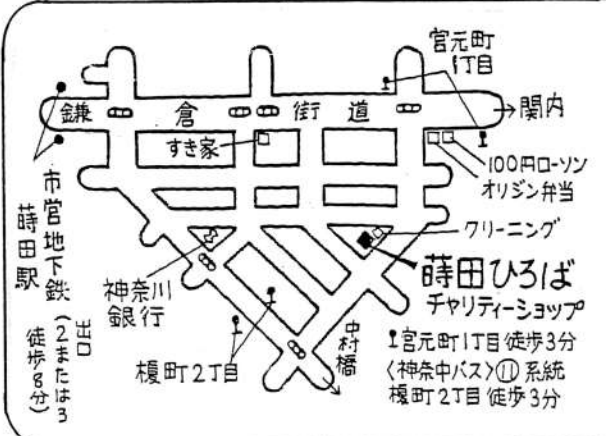 宮元町
1丁目
鎌倉街道
→関内
すき家
100円ローソン
オリジン弁当
クリーニング
市営地下鉄
蒔田駅
出口
(2または3
徒歩8分)
神奈川
銀行
蒔田ひろば
チャリティーショップ
榎町2丁目
中村橋
宮元町1丁目徒歩3分
〈神奈中バス〉⑪系統
榎町2丁目徒歩3分